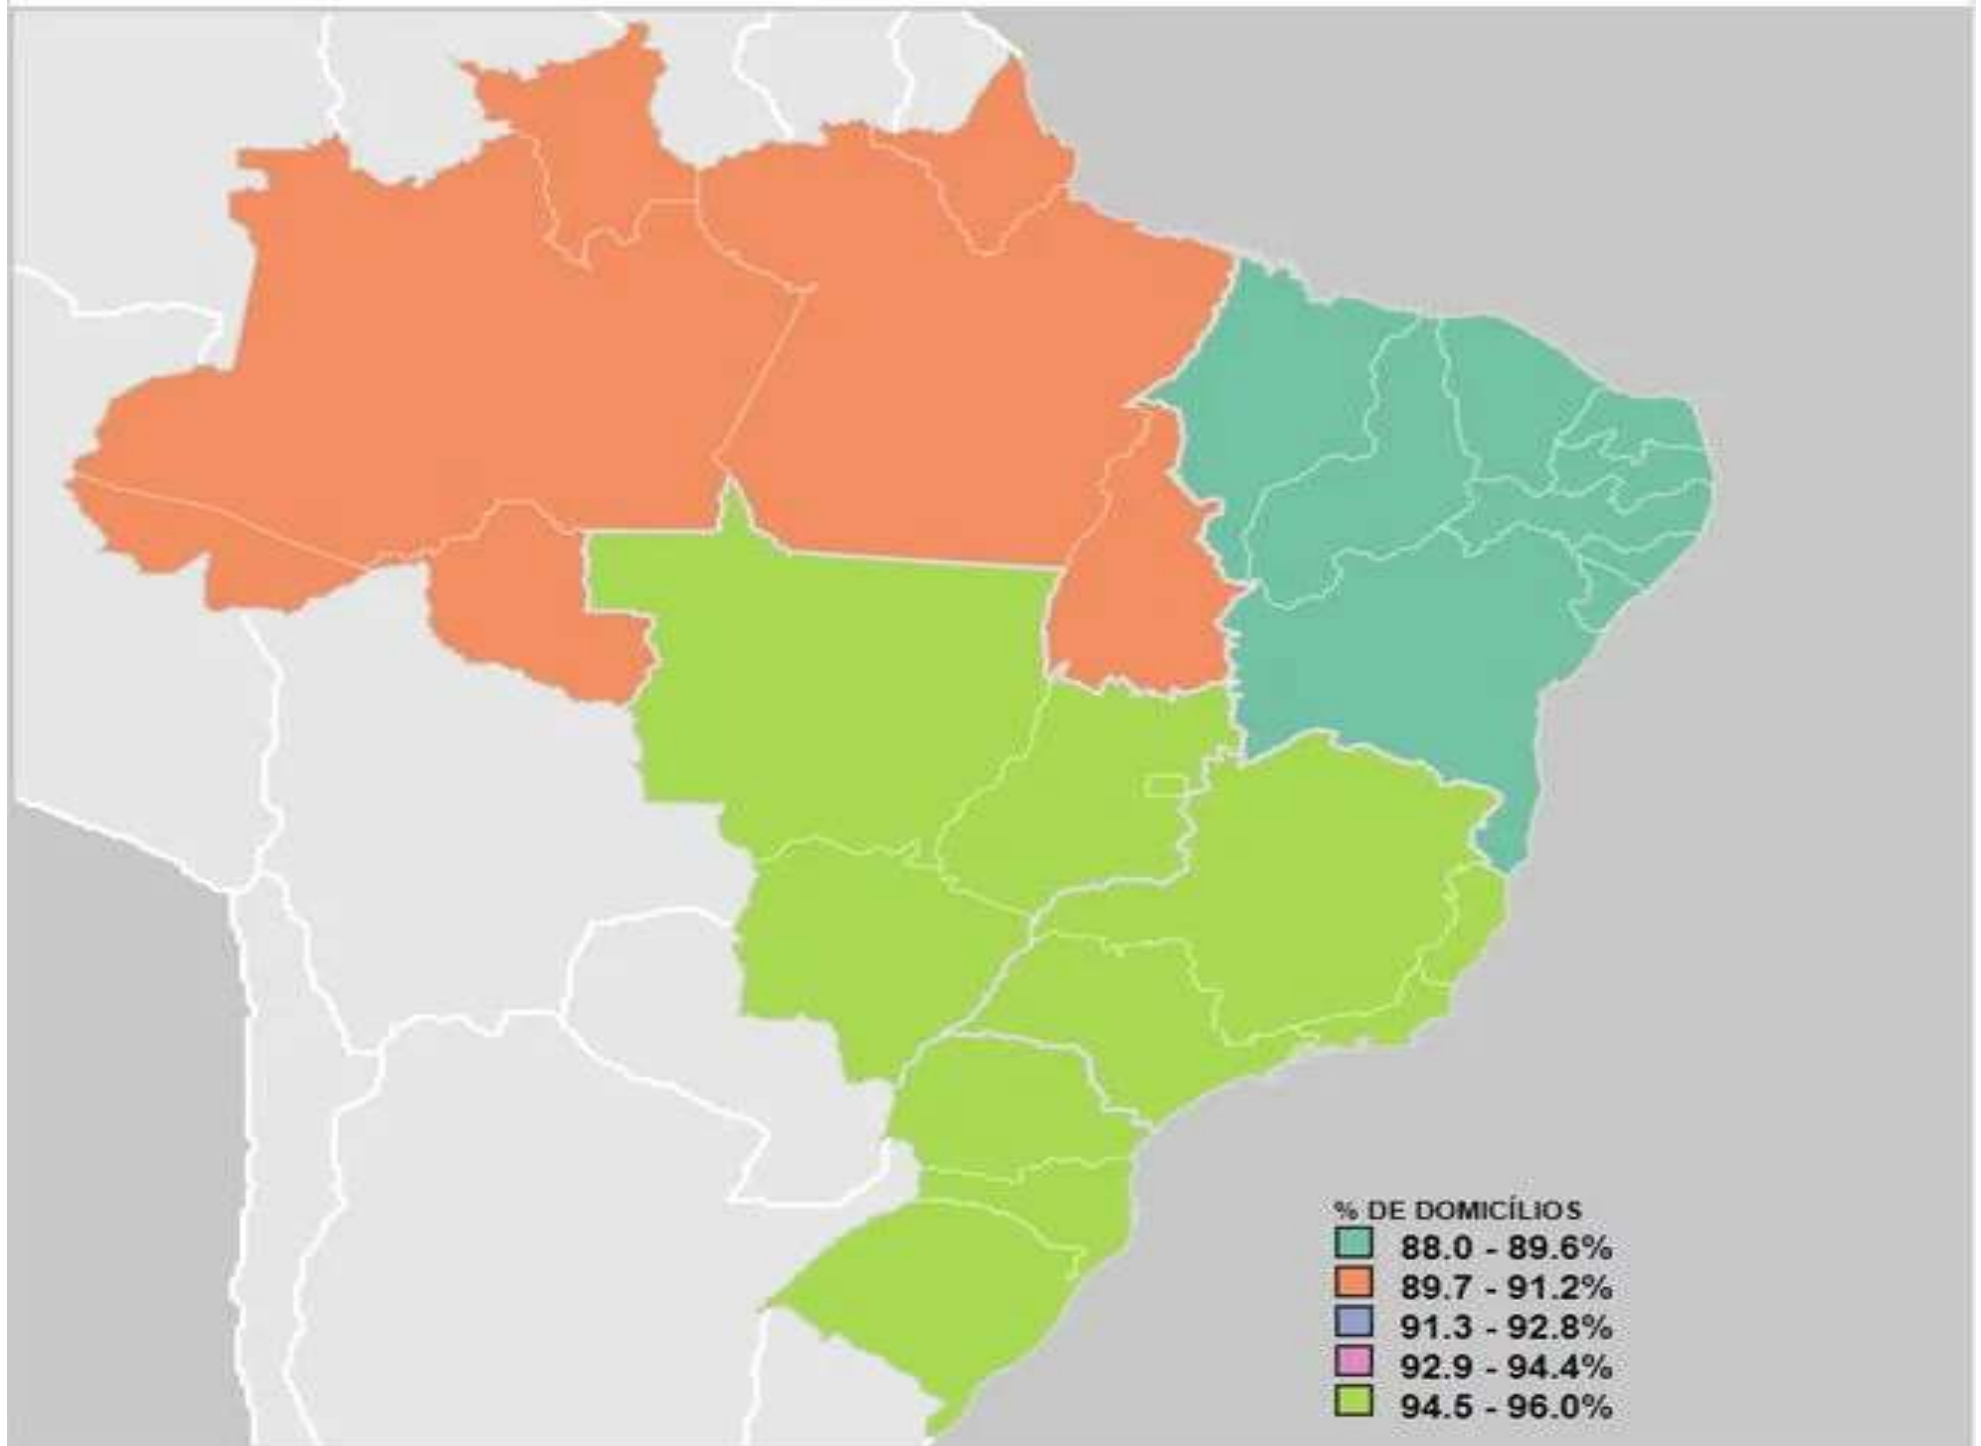 % DE DOMICÍLIOS
88.0 - 89.6%
89.7 - 91.2%
91.3 - 92.8%
92.9 - 94.4%
94.5 - 96.0%